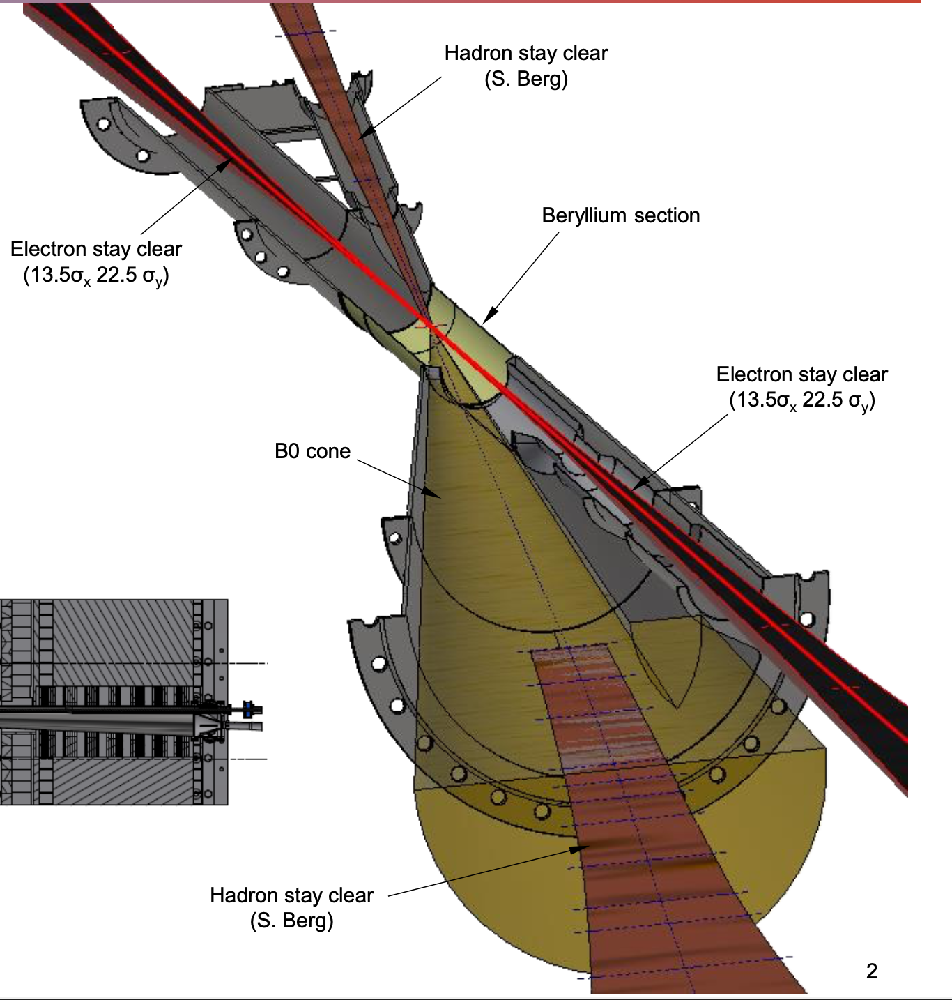 Hadron stay clear
(S. Berg)
Beryllium section
Electron stay clear
(13.5σx 22.5 σy)
Electron stay clear
(13.5σx 22.5 σy)
B0 cone
Hadron stay clear
(S. Berg)
2